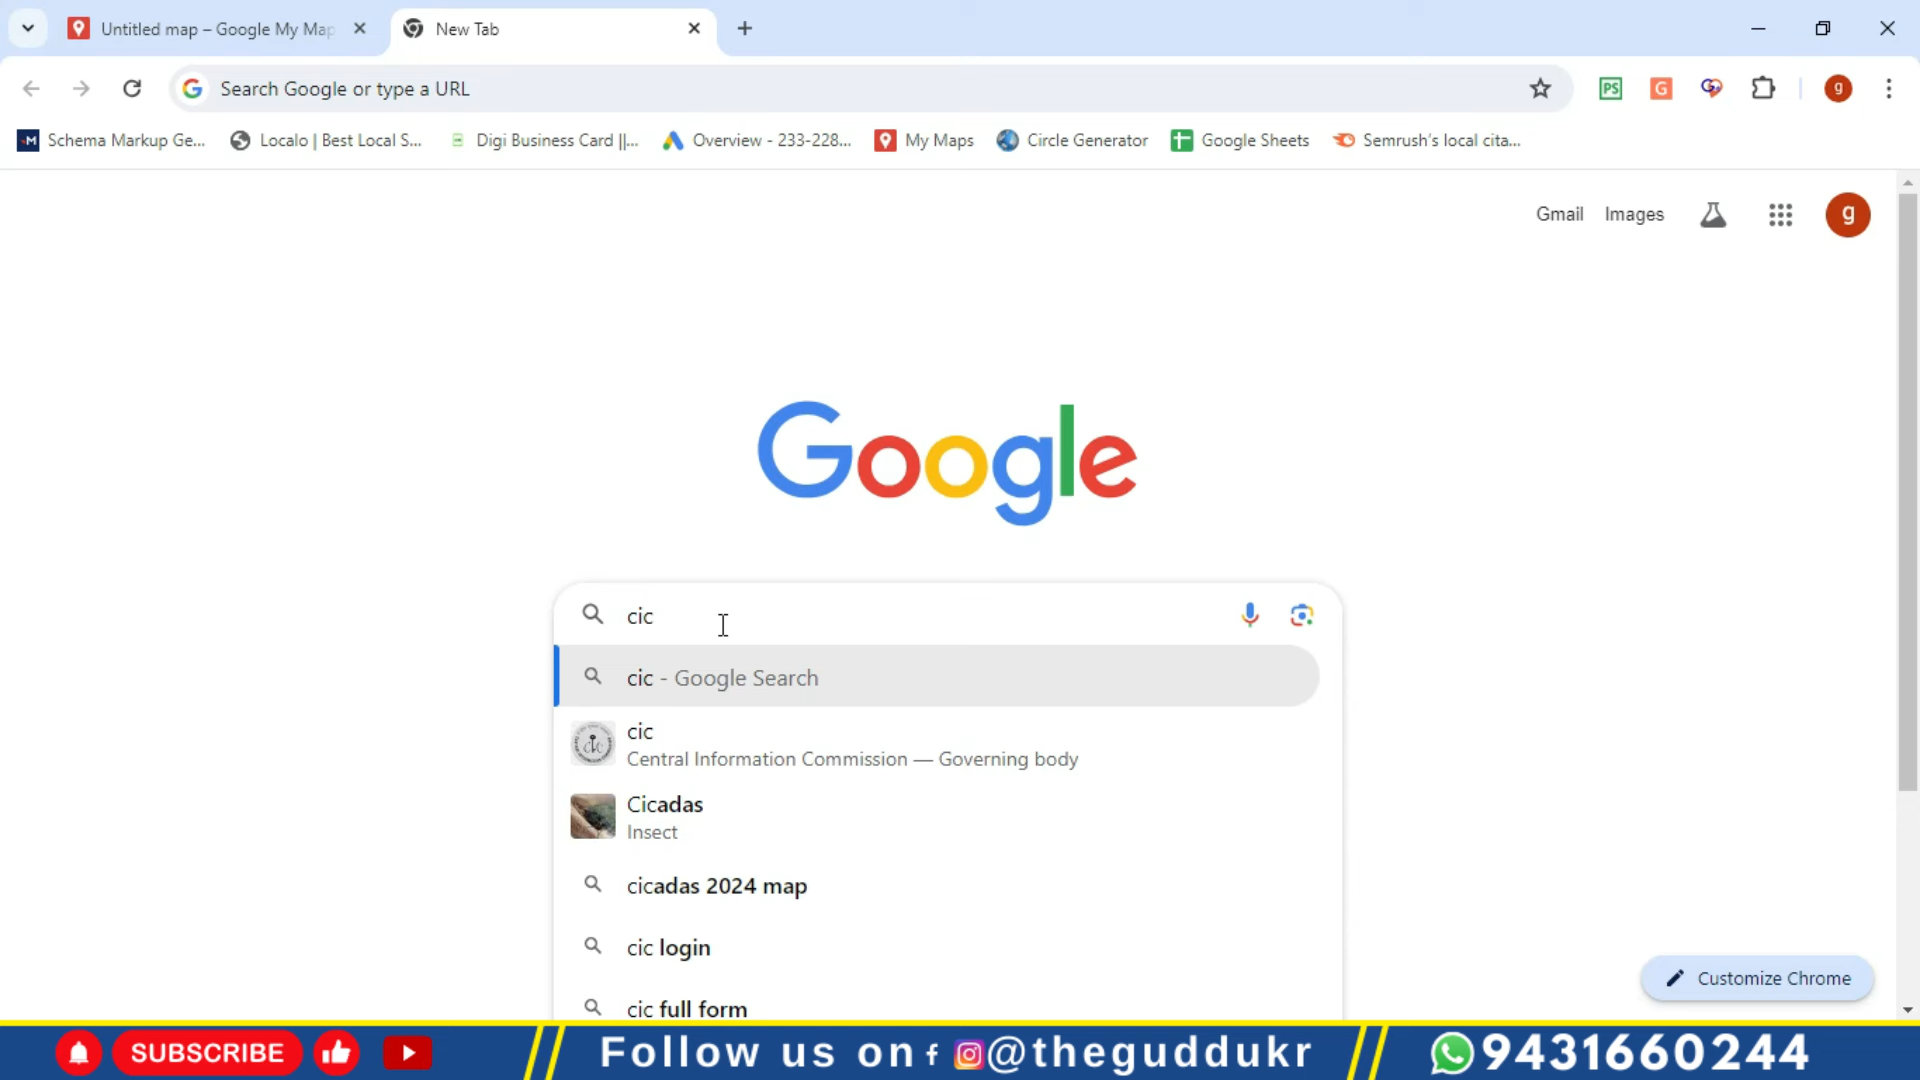 Untitled map – Google My Map
New Tab
Search Google or type a URL
PS
G
g
Schema Markup Ge...
Localo | Best Local S...
Digi Business Card ||...
Overview - 233-228...
My Maps
Circle Generator
Google Sheets
Semrush's local cita...
Gmail
Images
g
Google
cic
cic - Google Search
cic
Central Information Commission — Governing body
Cicadas
Insect
cicadas 2024 map
cic login
cic full form
Customize Chrome
SUBSCRIBE
Follow us on f @theguddukr
9431660244